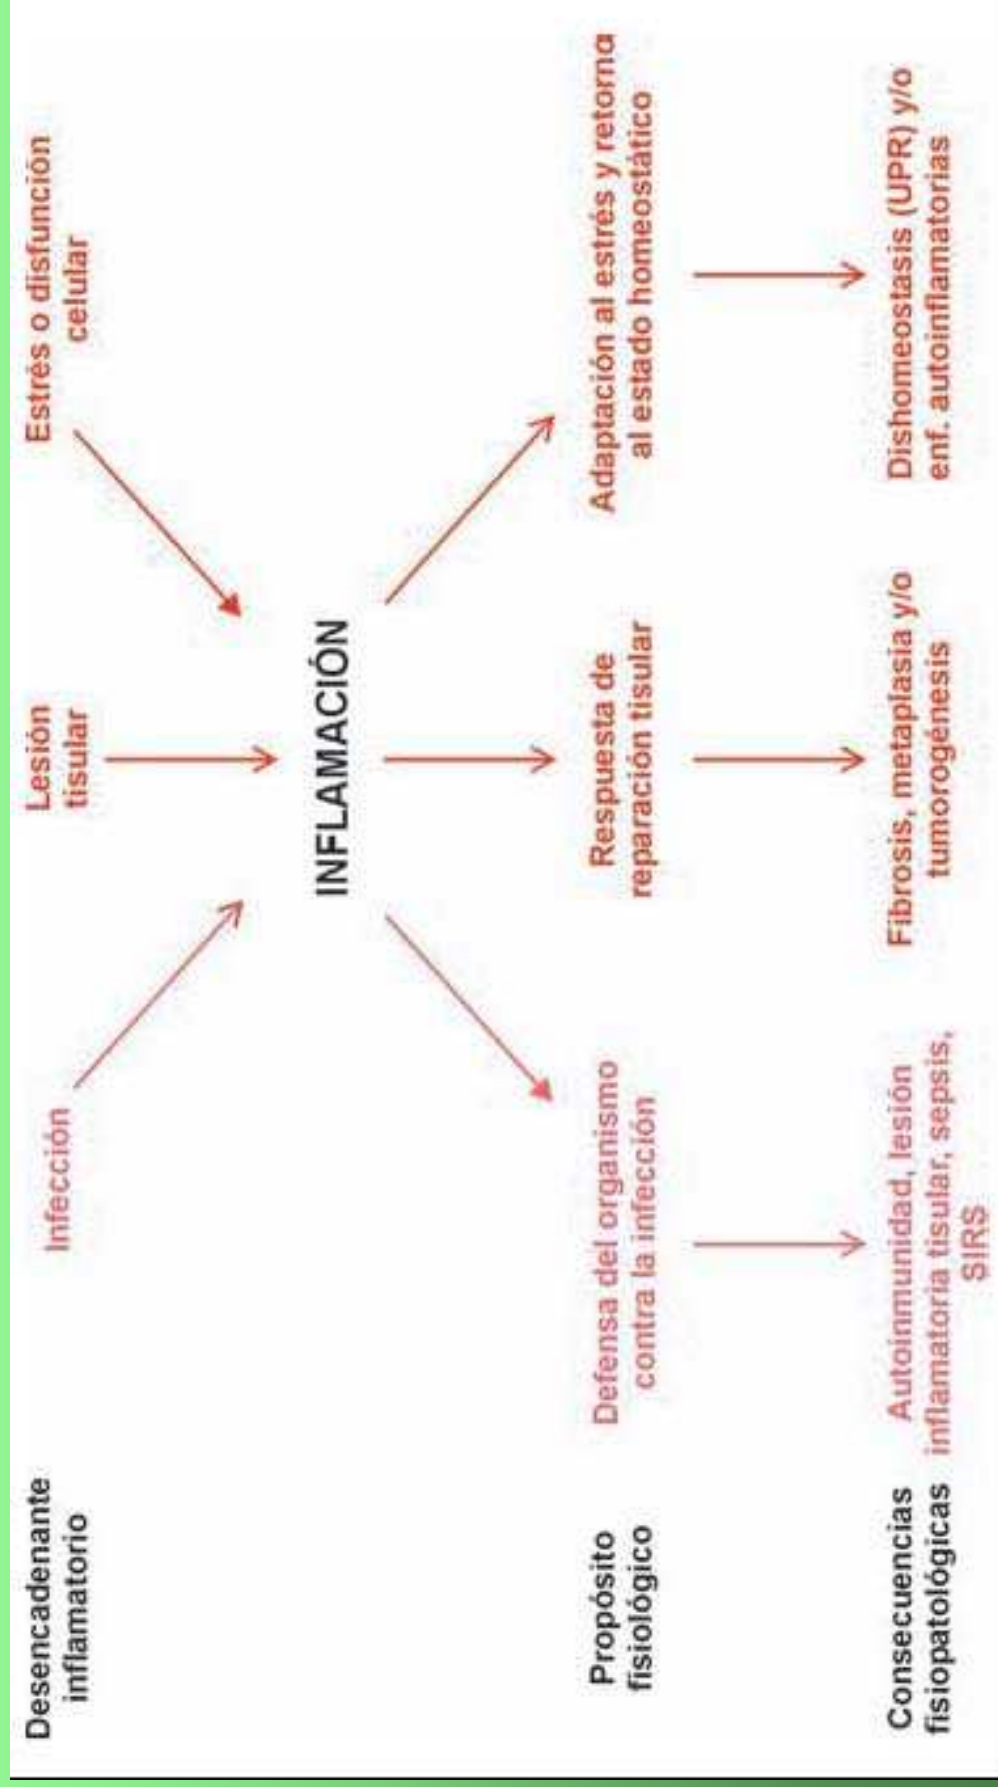 Desencadenante
inflamatorio
Infección
Lesión
tisular
Estrés o disfunción
celular
INFLAMACIÓN
Propósito
fisiológico
Defensa del organismo
contra la infección
Respuesta de
reparación tisular
Adaptación al estrés y retorno
al estado homeostático
Consecuencias
fisiopatológicas
Autoinmunidad, lesión
inflamatoria tisular, sepsis,
SIRS
Fibrosis, metaplasia y/o
tumorogénesis
Dishomeostasis (UPR) y/o
enf. autoinflamatorias